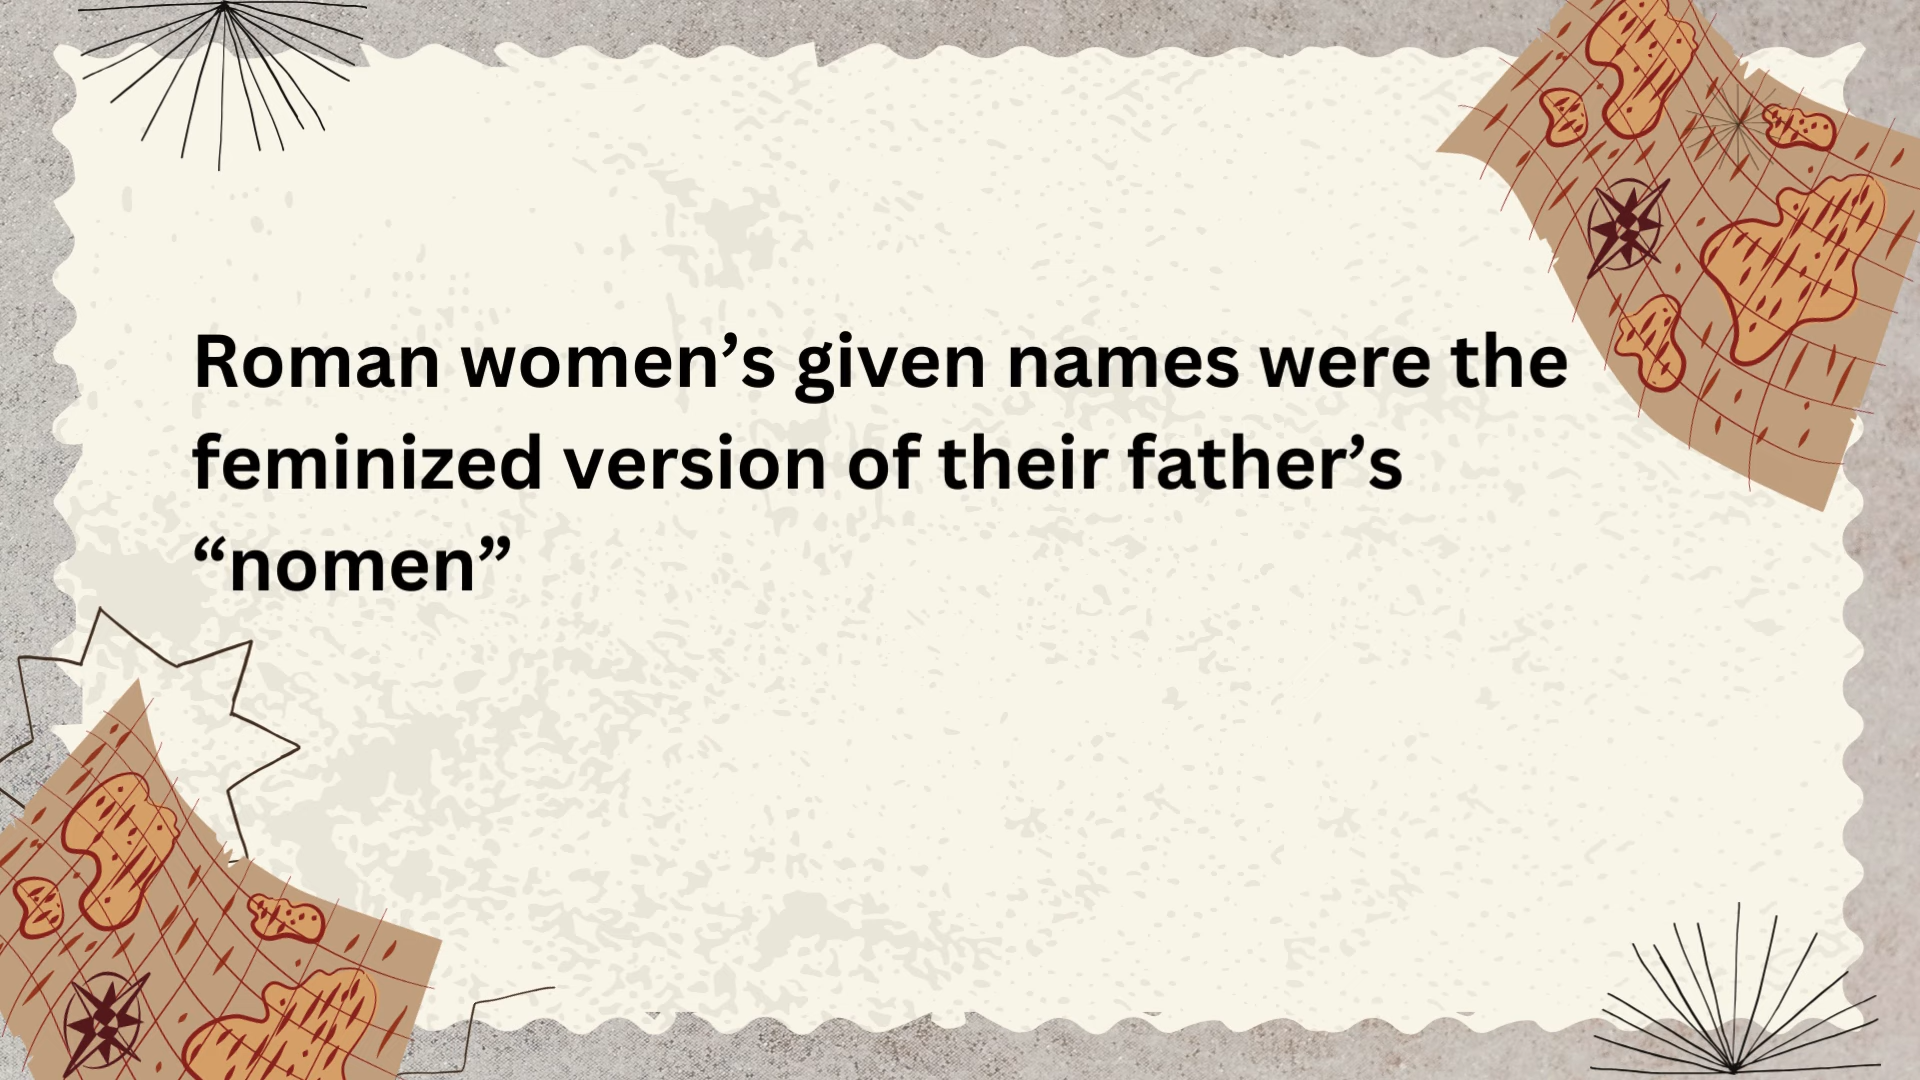 Roman women’s given names were the
feminized version of their father’s
“nomen”